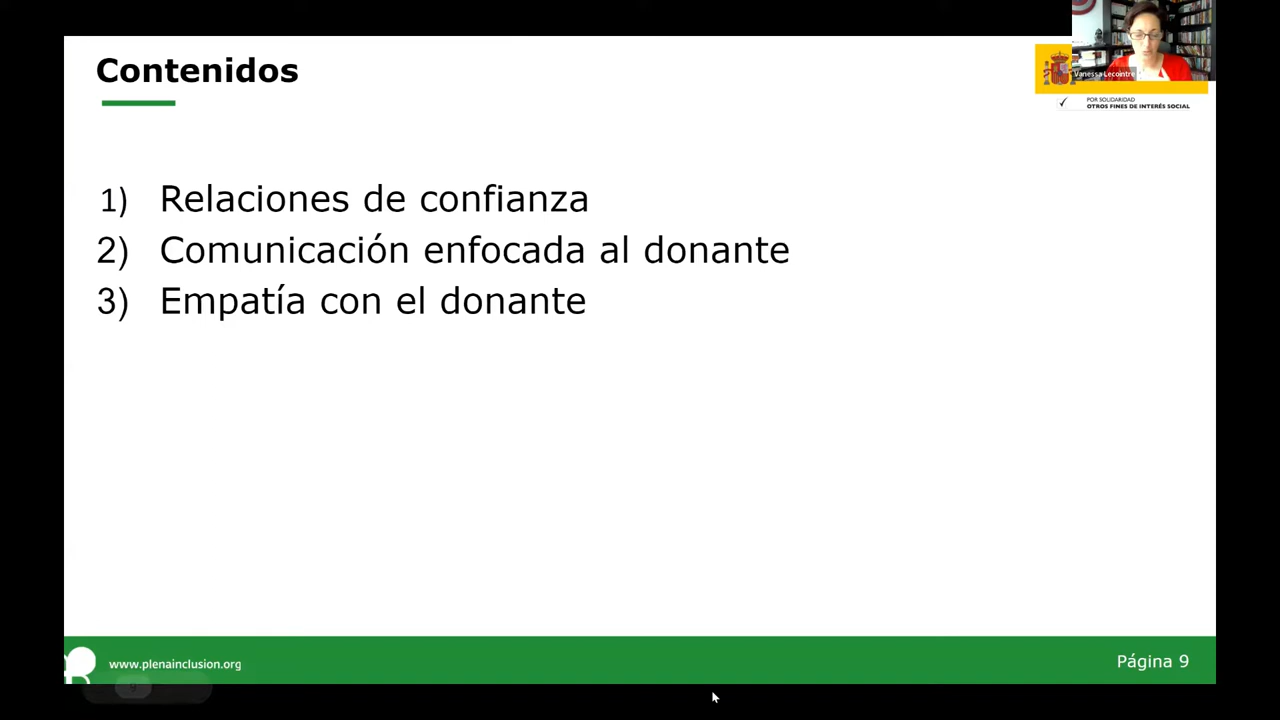 Contenidos
Vanessa Lecointre
POR SOLIDARIDAD
OTROS FINES DE INTERÉS SOCIAL
1) Relaciones de confianza
2) Comunicación enfocada al donante
3) Empatía con el donante
www.plenainclusion.org
Página 9
9